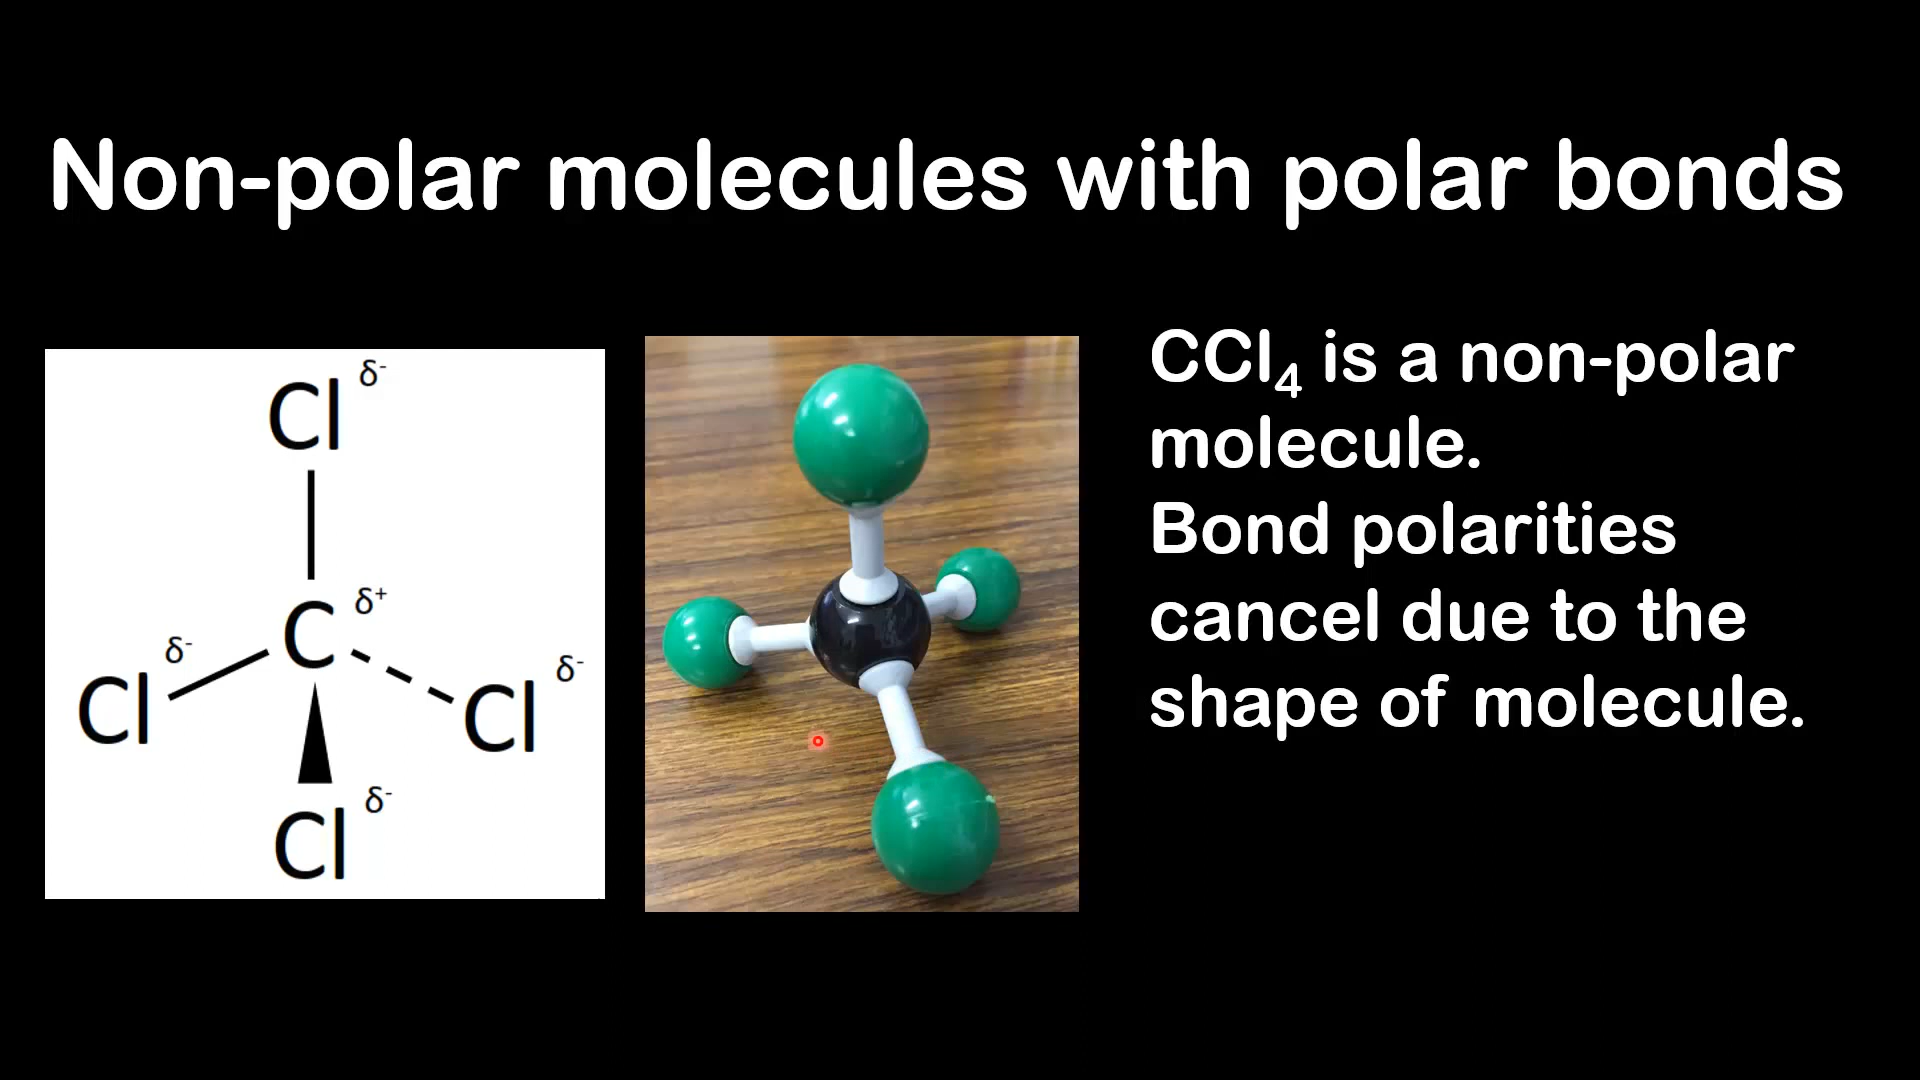 Non-polar molecules with polar bonds
Cl δ-
C δ+
Cl δ-
Cl δ-
Cl δ-
CCl₄ is a non-polar
molecule.
Bond polarities
cancel due to the
shape of molecule.